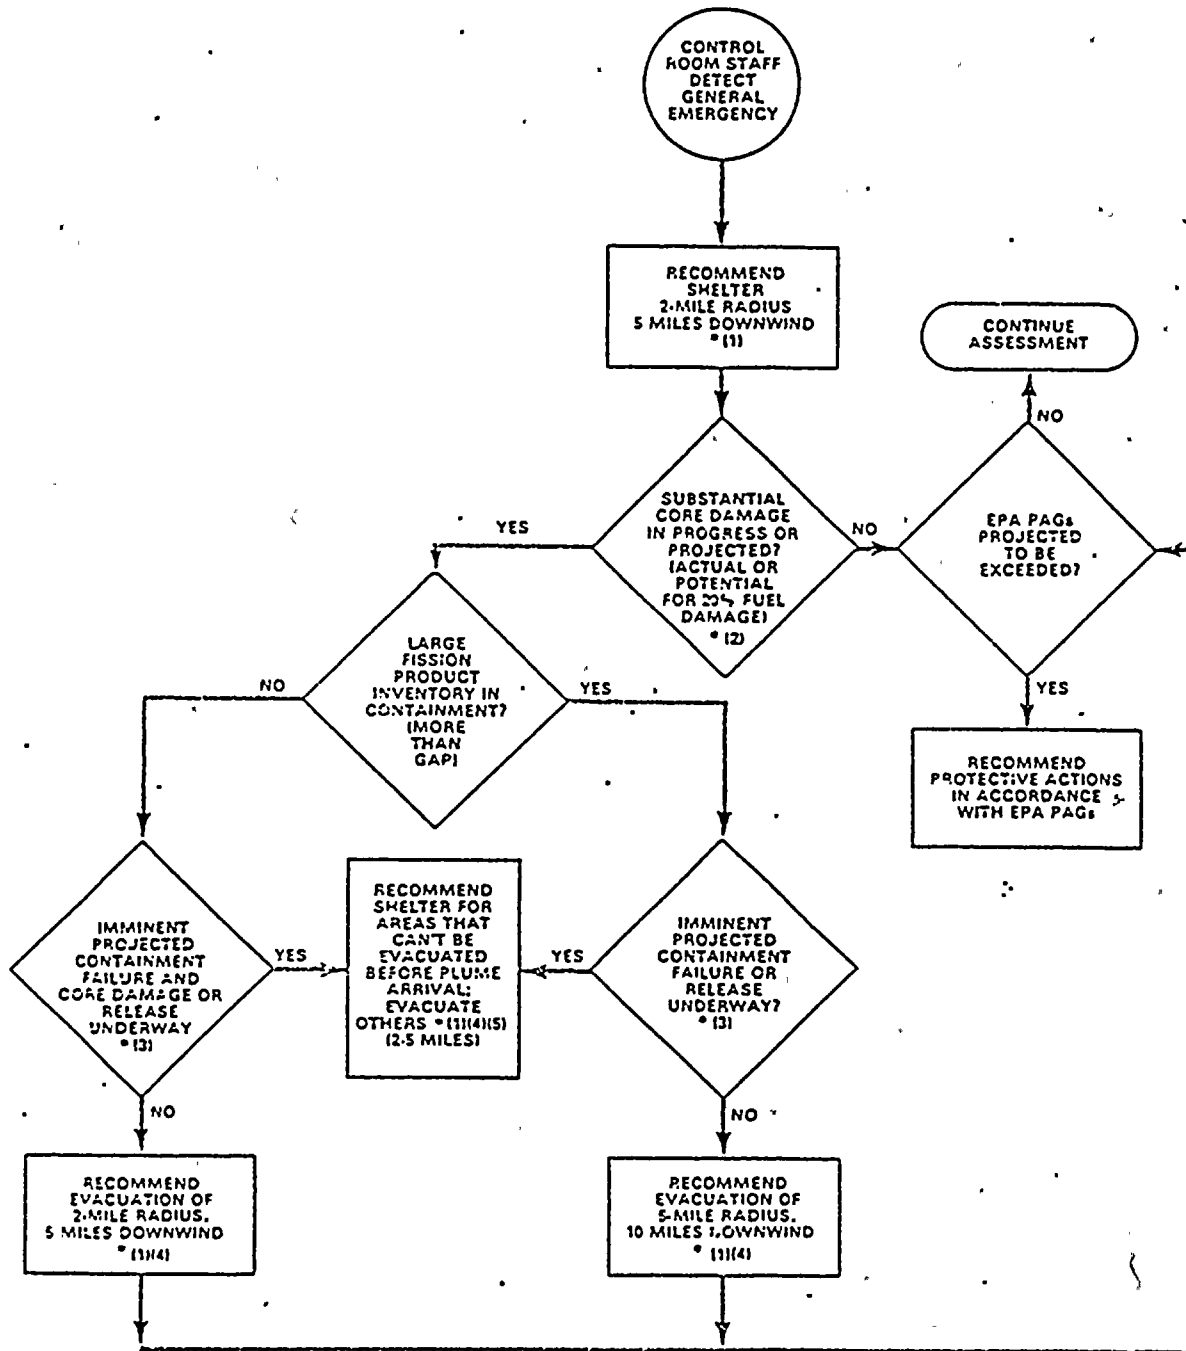 CONTROL
ROOM STAFF
DETECT
GENERAL
EMERGENCY
RECOMMEND
SHELTER
2-MILE RADIUS
5 MILES DOWNWIND
*(1)
CONTINUE
ASSESSMENT
NO
SUBSTANTIAL
CORE DAMAGE
IN PROGRESS OR
PROJECTED?
(ACTUAL OR
POTENTIAL
FOR 20% FUEL
DAMAGE)
*(2)
YES
NO
EPA PAGs
PROJECTED
TO BE
EXCEEDED?
YES
RECOMMEND
PROTECTIVE ACTIONS
IN ACCORDANCE
WITH EPA PAGs
LARGE
FISSION
PRODUCT
INVENTORY IN
CONTAINMENT?
(MORE
THAN
GAP)
NO
YES
IMMINENT
PROJECTED
CONTAINMENT
FAILURE AND
CORE DAMAGE OR
RELEASE
UNDERWAY
*(3)
YES
RECOMMEND
SHELTER FOR
AREAS THAT
CAN'T BE
EVACUATED
BEFORE PLUME
ARRIVAL;
EVACUATE
OTHERS *(1)(4)(5)
(2-5 MILES)
YES
IMMINENT
PROJECTED
CONTAINMENT
FAILURE OR
RELEASE
UNDERWAY?
*(3)
NO
NO
RECOMMEND
EVACUATION OF
2-MILE RADIUS,
5 MILES DOWNWIND
*(1)(4)
RECOMMEND
EVACUATION OF
5-MILE RADIUS,
10 MILES DOWNWIND
*(1)(4)